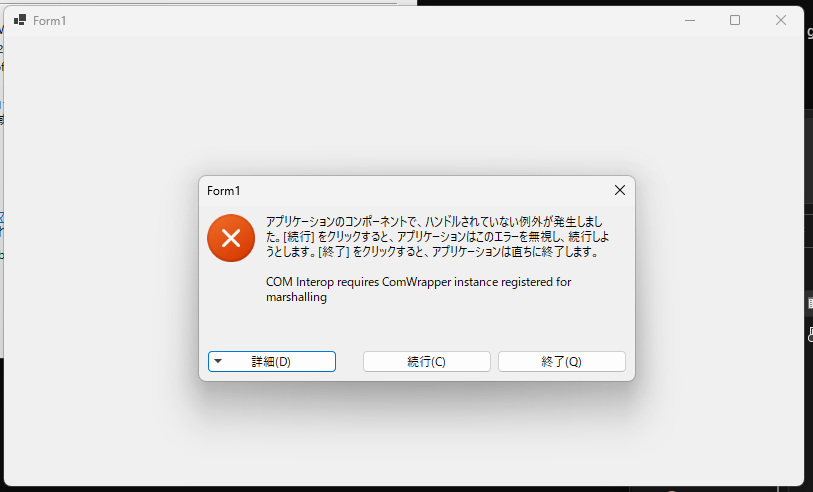 Form1
Form1
アプリケーションのコンポーネントで、ハンドルされていない例外が発生しまし
た。[続行] をクリックすると、アプリケーションはこのエラーを無視し、続行しよ
うとします。[終了] をクリックすると、アプリケーションは直ちに終了します。
COM Interop requires ComWrapper instance registered for
marshalling
詳細(D)
続行(C)
終了(Q)